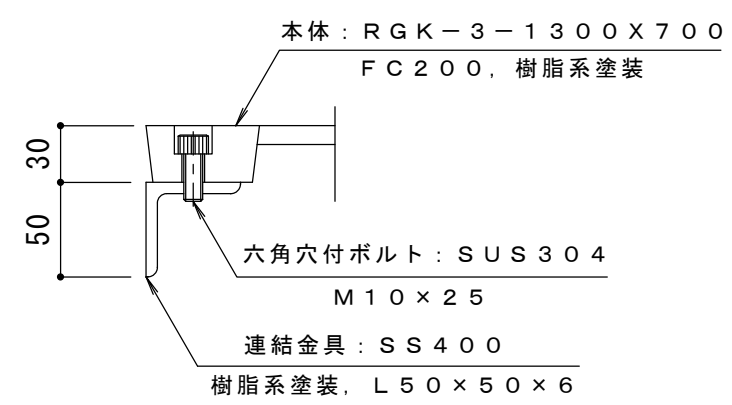 本体：ＲＧＫ－３－１３００Ｘ７００
ＦＣ２００，樹脂系塗装
30
50
六角穴付ボルト：ＳＵＳ３０４
Ｍ１０×２５
連結金具：ＳＳ４００
樹脂系塗装，Ｌ５０×５０×６